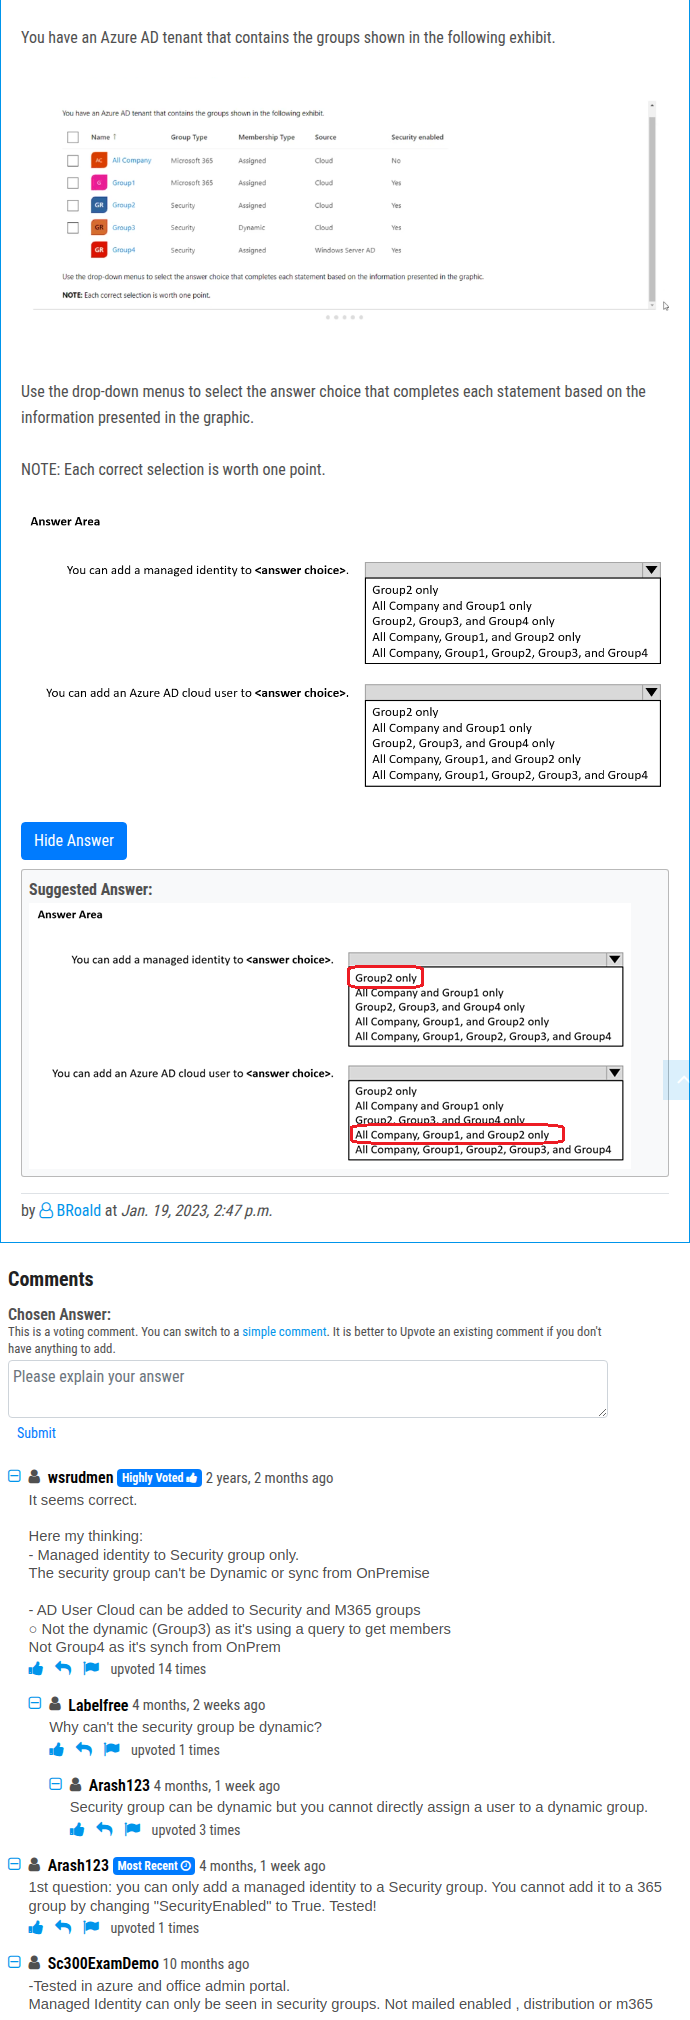 You have an Azure AD tenant that contains the groups shown in the following exhibit.
You have an Azure AD tenant that contains the groups shown in the following exhibit.
Name ↑ Group Type Membership Type Source Security enabled
AC All Company Microsoft 365 Assigned Cloud No
G Group1 Microsoft 365 Assigned Cloud Yes
GR Group2 Security Assigned Cloud Yes
GR Group3 Security Dynamic Cloud Yes
GR Group4 Security Assigned Windows Server AD Yes
Use the drop-down menus to select the answer choice that completes each statement based on the information presented in the graphic.
NOTE: Each correct selection is worth one point.
Use the drop-down menus to select the answer choice that completes each statement based on the
information presented in the graphic.
NOTE: Each correct selection is worth one point.
Answer Area
You can add a managed identity to <answer choice>.
Group2 only
All Company and Group1 only
Group2, Group3, and Group4 only
All Company, Group1, and Group2 only
All Company, Group1, Group2, Group3, and Group4
You can add an Azure AD cloud user to <answer choice>.
Group2 only
All Company and Group1 only
Group2, Group3, and Group4 only
All Company, Group1, and Group2 only
All Company, Group1, Group2, Group3, and Group4
Hide Answer
Suggested Answer:
Answer Area
You can add a managed identity to <answer choice>.
Group2 only
All Company and Group1 only
Group2, Group3, and Group4 only
All Company, Group1, and Group2 only
All Company, Group1, Group2, Group3, and Group4
You can add an Azure AD cloud user to <answer choice>.
Group2 only
All Company and Group1 only
Group2, Group3, and Group4 only
All Company, Group1, and Group2 only
All Company, Group1, Group2, Group3, and Group4
by BRoald at Jan. 19, 2023, 2:47 p.m.
Comments
Chosen Answer:
This is a voting comment. You can switch to a simple comment. It is better to Upvote an existing comment if you don't
have anything to add.
Please explain your answer
Submit
wsrudmen Highly Voted 2 years, 2 months ago
It seems correct.
Here my thinking:
- Managed identity to Security group only.
The security group can't be Dynamic or sync from OnPremise
- AD User Cloud can be added to Security and M365 groups
○ Not the dynamic (Group3) as it's using a query to get members
Not Group4 as it's synch from OnPrem
upvoted 14 times
Labelfree 4 months, 2 weeks ago
Why can't the security group be dynamic?
upvoted 1 times
Arash123 4 months, 1 week ago
Security group can be dynamic but you cannot directly assign a user to a dynamic group.
upvoted 3 times
Arash123 Most Recent 4 months, 1 week ago
1st question: you can only add a managed identity to a Security group. You cannot add it to a 365
group by changing "SecurityEnabled" to True. Tested!
upvoted 1 times
Sc300ExamDemo 10 months ago
-Tested in azure and office admin portal.
Managed Identity can only be seen in security groups. Not mailed enabled , distribution or m365